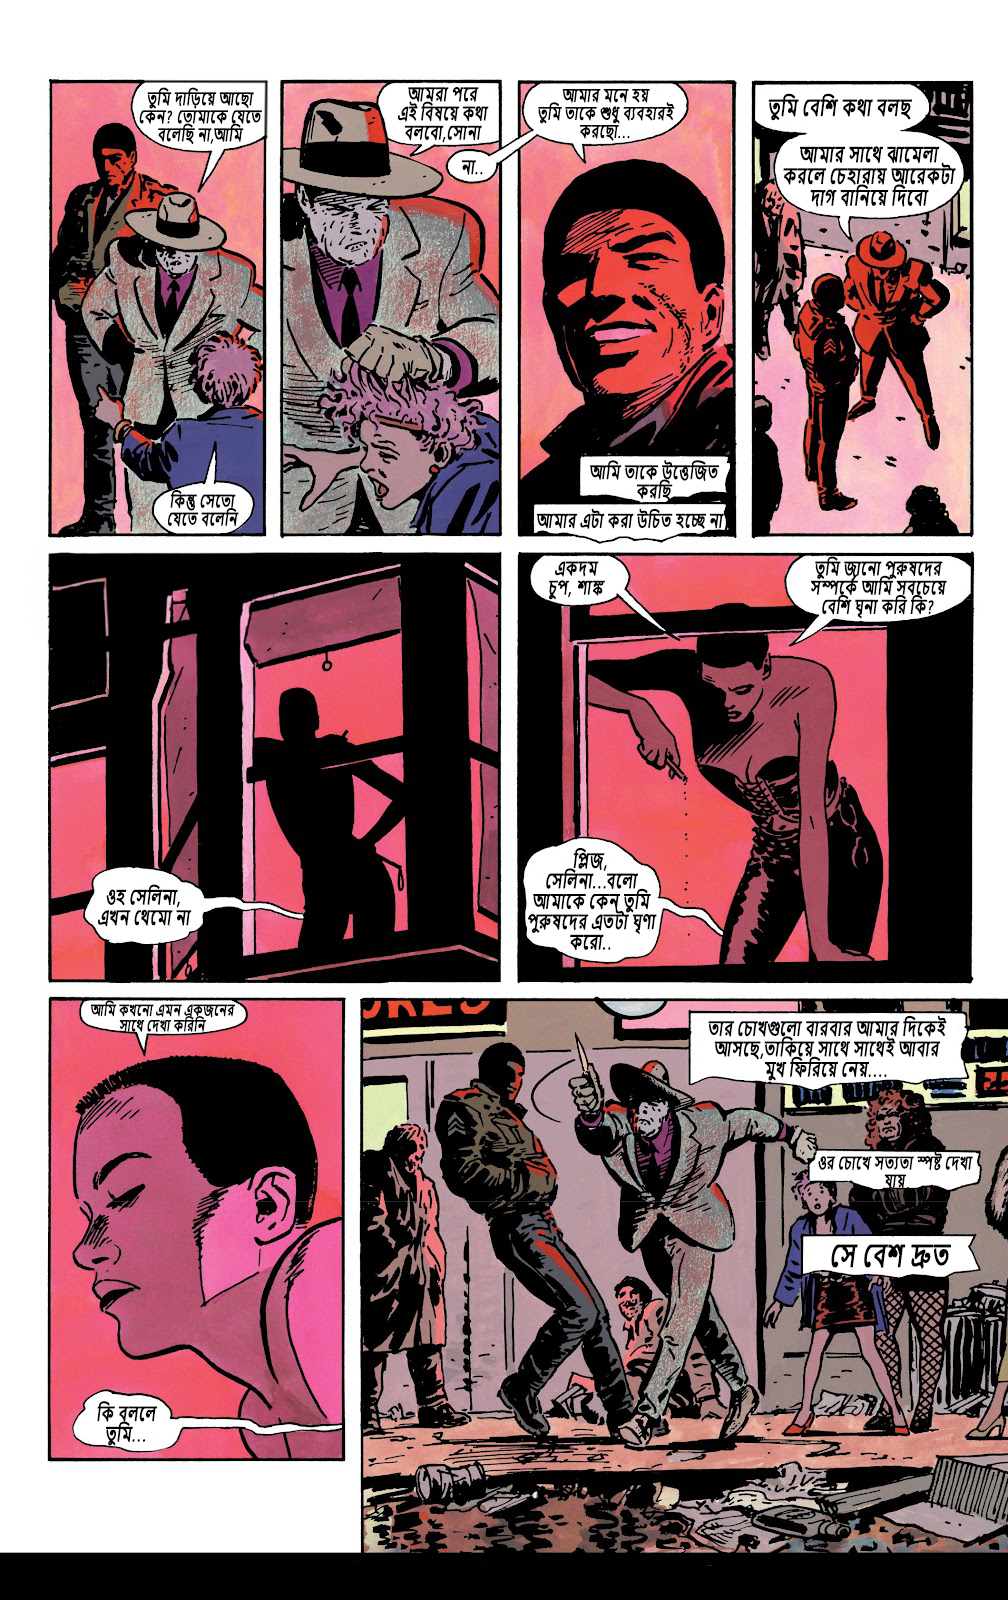 তুমি দাড়িয়ে আছো
কেন? তোমাকে যেতে
বলেছি না,আমি
কিন্তু সেতো
যেতে বলেনি
আমরা পরে
এই বিষয়ে কথা
বলবো,সোনা
না..
আমার মনে হয়
তুমি তাকে শুধু ব্যবহারই
করছো...
আমি তাকে উত্তেজিত
করছি
আমার এটা করা উচিত হচ্ছে না
তুমি বেশি কথা বলছ
আমার সাথে ঝামেলা
করলে চেহারায় আরেকটা
দাগ বানিয়ে দিবো
ওহ সেলিনা,
এখন থেমো না
একদম
চুপ, শাঙ্ক
তুমি জানো পুরুষদের
সম্পর্কে আমি সবচেয়ে
বেশি ঘৃনা করি কি?
প্লিজ,
সেলিনা...বলো
আমাকে কেন তুমি
পুরুষদের এতটা ঘৃণা
করো..
আমি কখনো এমন একজনের
সাথে দেখা করিনি
কি বললে
তুমি...
তার চোখগুলো বারবার আমার দিকেই
আসছে,তাকিয়ে সাথে সাথেই আবার
মুখ ফিরিয়ে নেয়....
ওর চোখে সত্যতা স্পষ্ট দেখা
যায়
সে বেশ দ্রুত